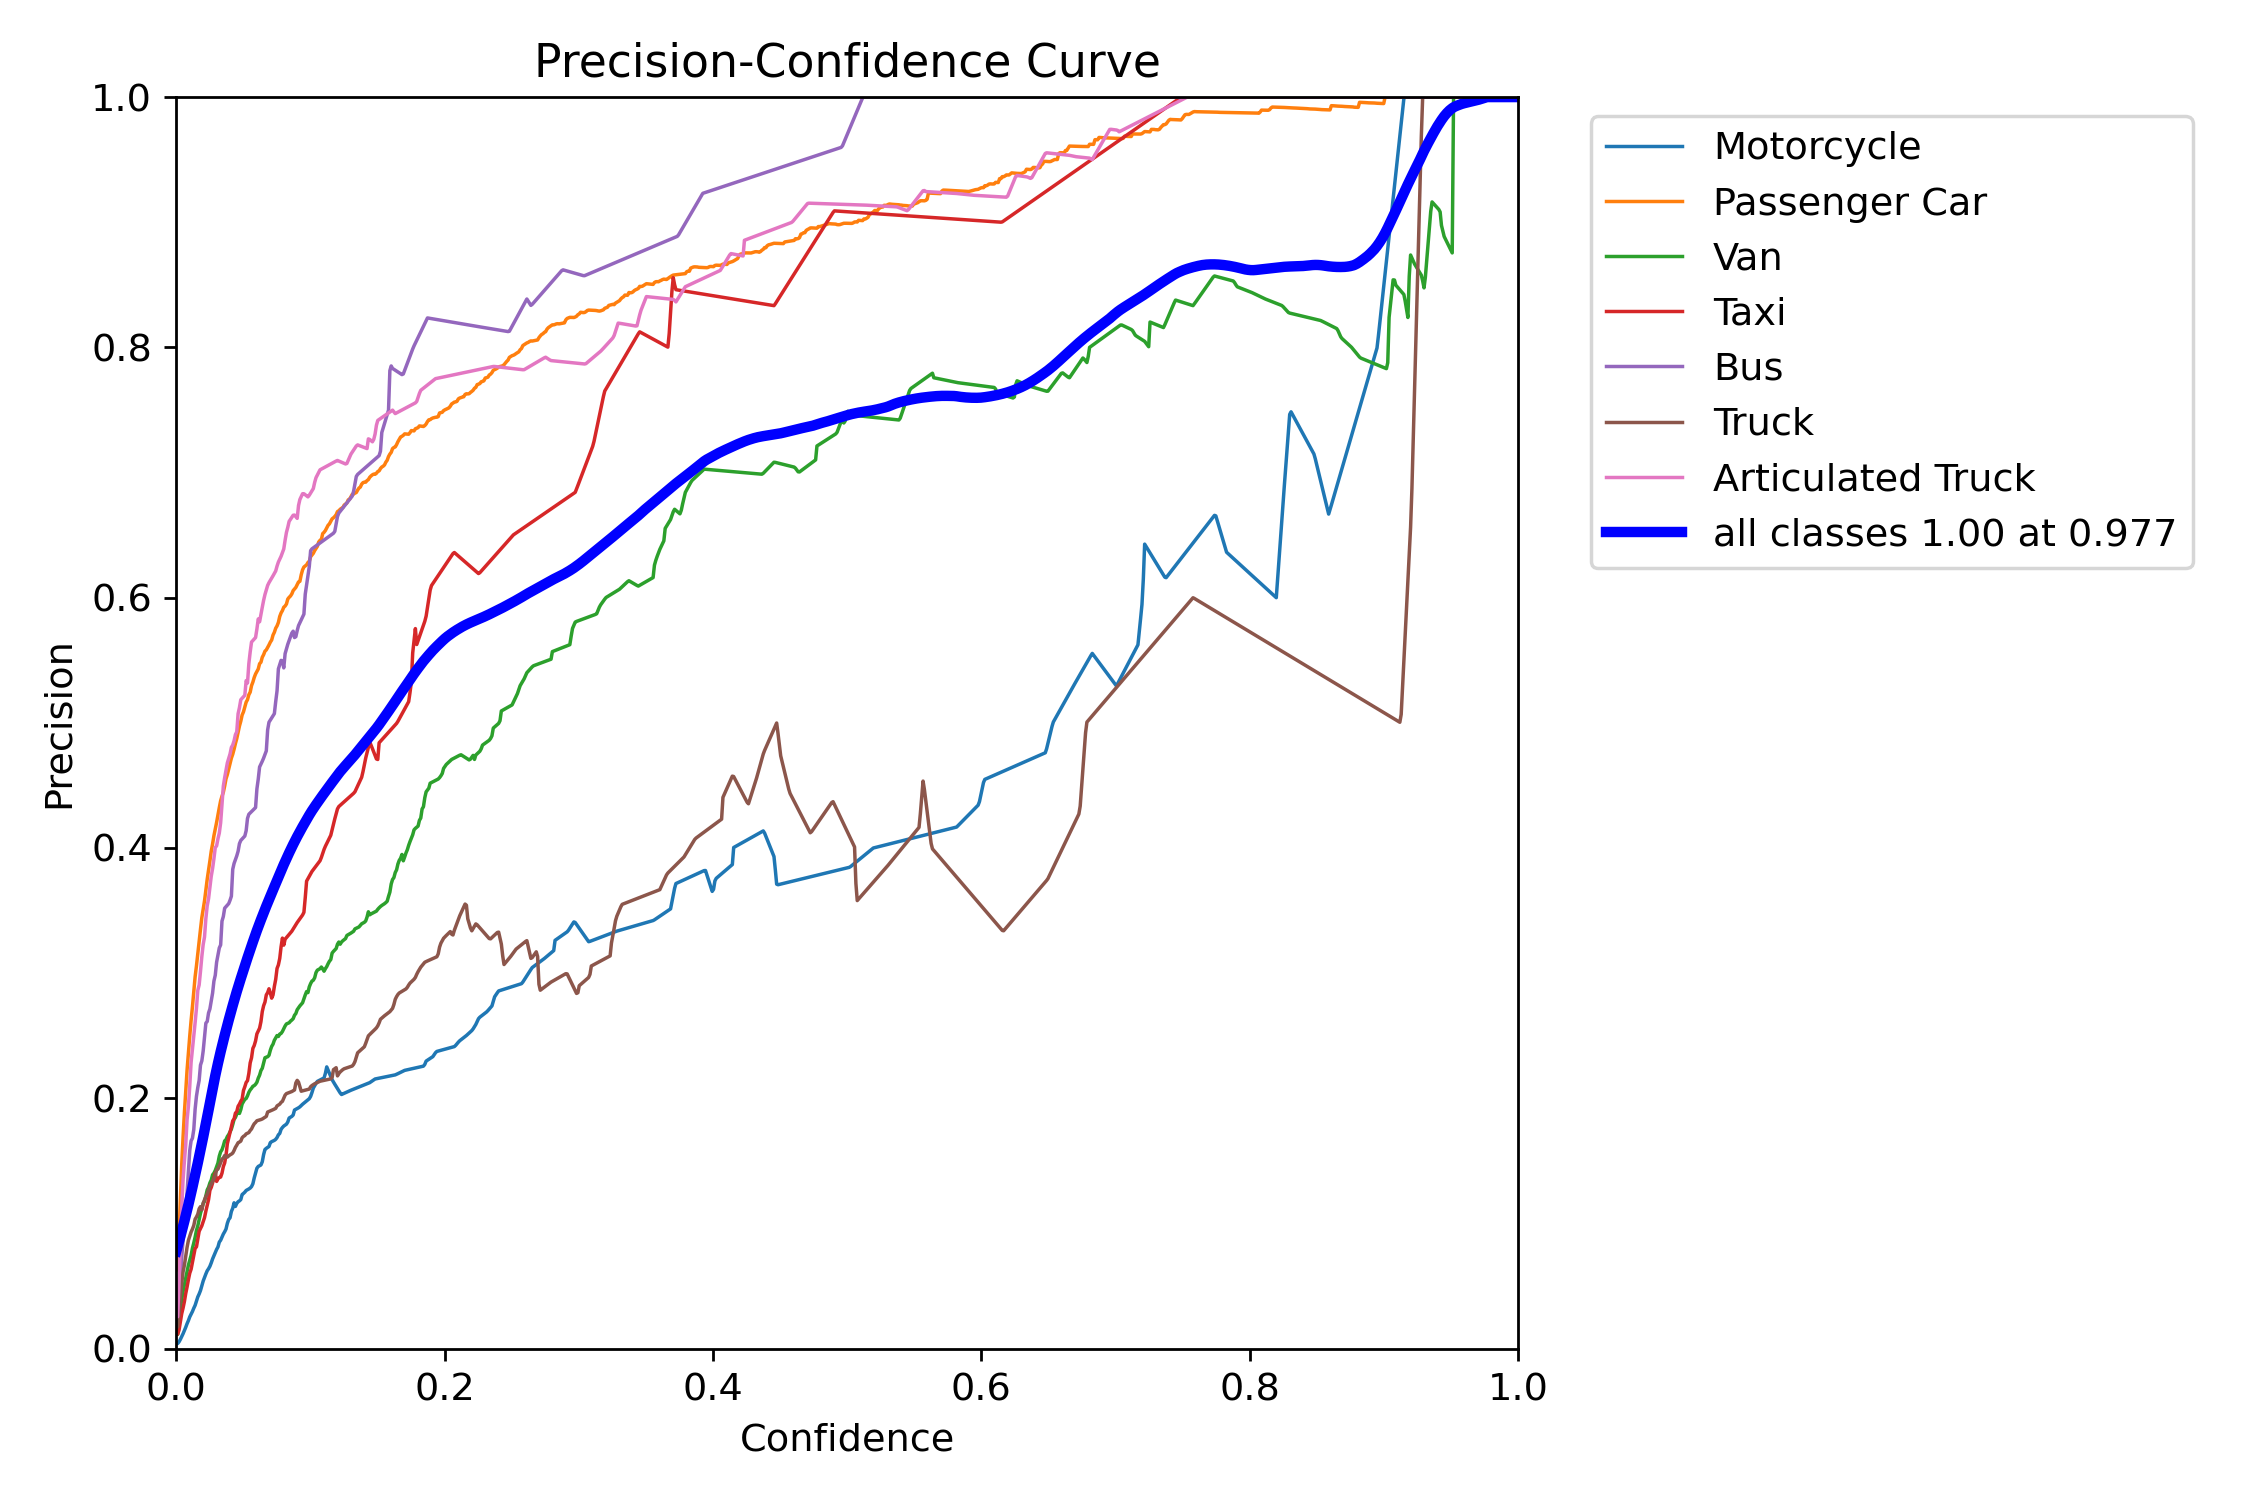 Precision-Confidence Curve
1.0
0.8
0.6
0.4
0.2
0.0
Precision
0.0 0.2 0.4 0.6 0.8 1.0
Confidence
Motorcycle
Passenger Car
Van
Taxi
Bus
Truck
Articulated Truck
all classes 1.00 at 0.977